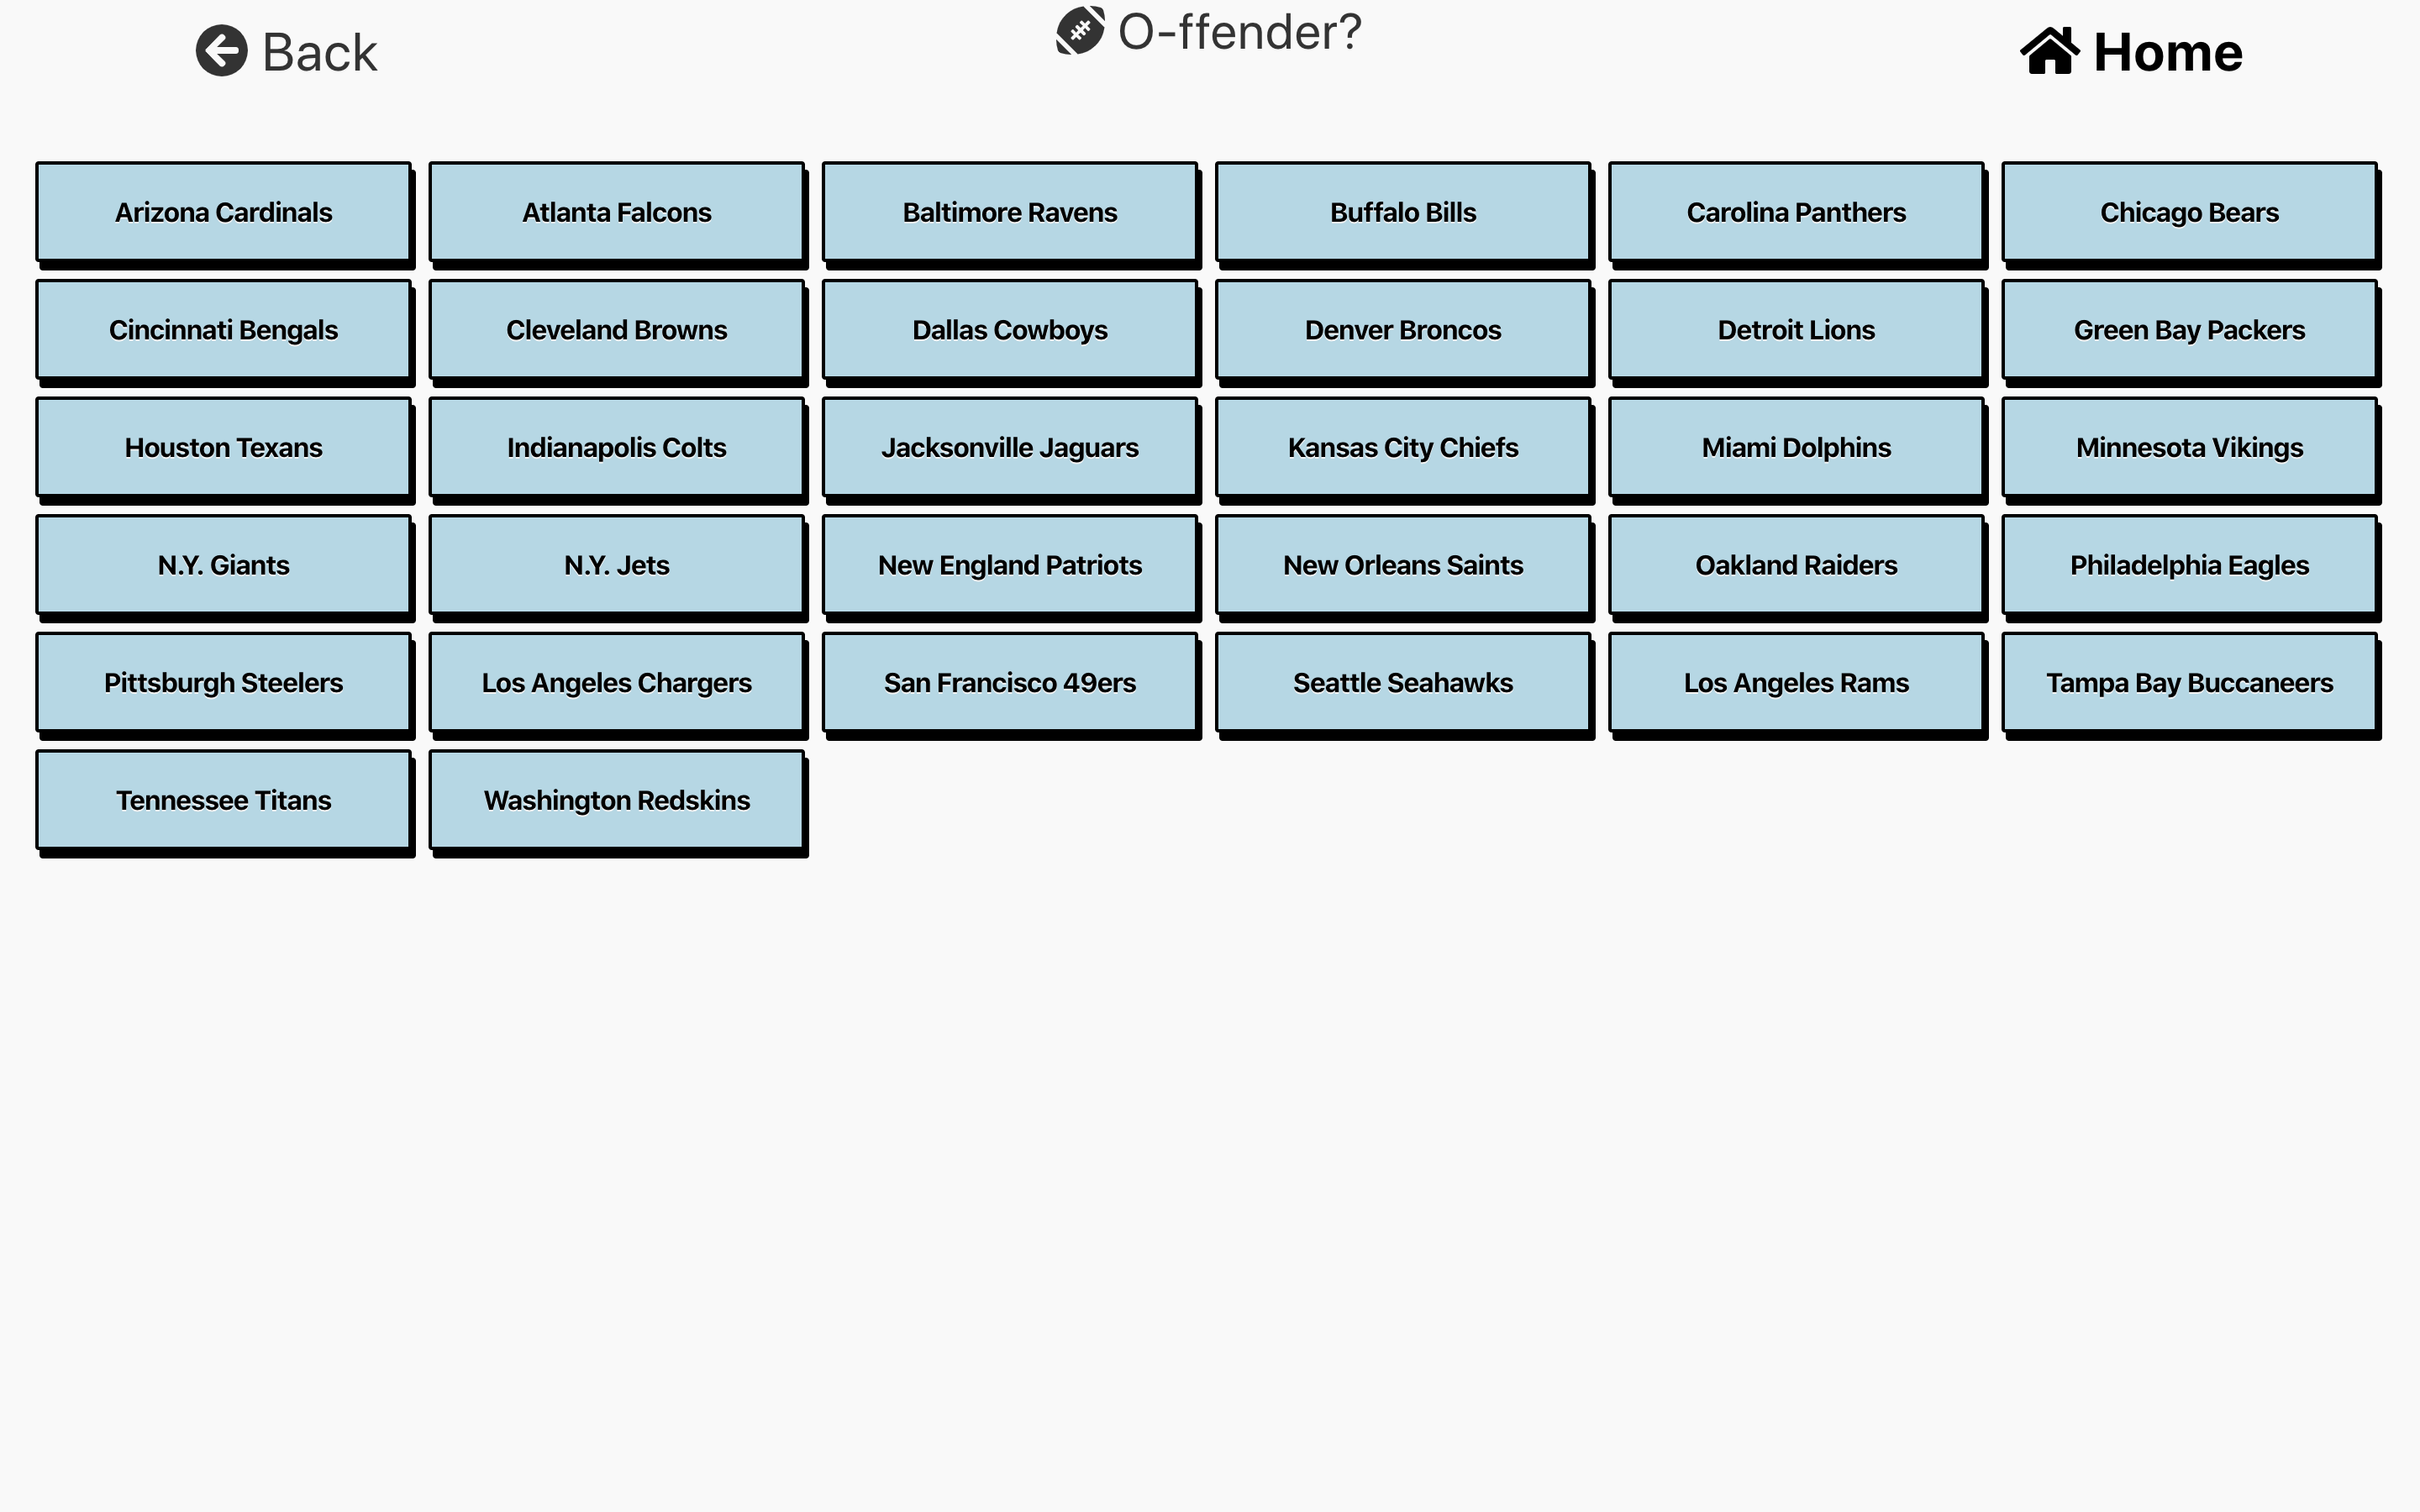 Back
O-ffender?
Home
Arizona Cardinals
Atlanta Falcons
Baltimore Ravens
Buffalo Bills
Carolina Panthers
Chicago Bears
Cincinnati Bengals
Cleveland Browns
Dallas Cowboys
Denver Broncos
Detroit Lions
Green Bay Packers
Houston Texans
Indianapolis Colts
Jacksonville Jaguars
Kansas City Chiefs
Miami Dolphins
Minnesota Vikings
N.Y. Giants
N.Y. Jets
New England Patriots
New Orleans Saints
Oakland Raiders
Philadelphia Eagles
Pittsburgh Steelers
Los Angeles Chargers
San Francisco 49ers
Seattle Seahawks
Los Angeles Rams
Tampa Bay Buccaneers
Tennessee Titans
Washington Redskins